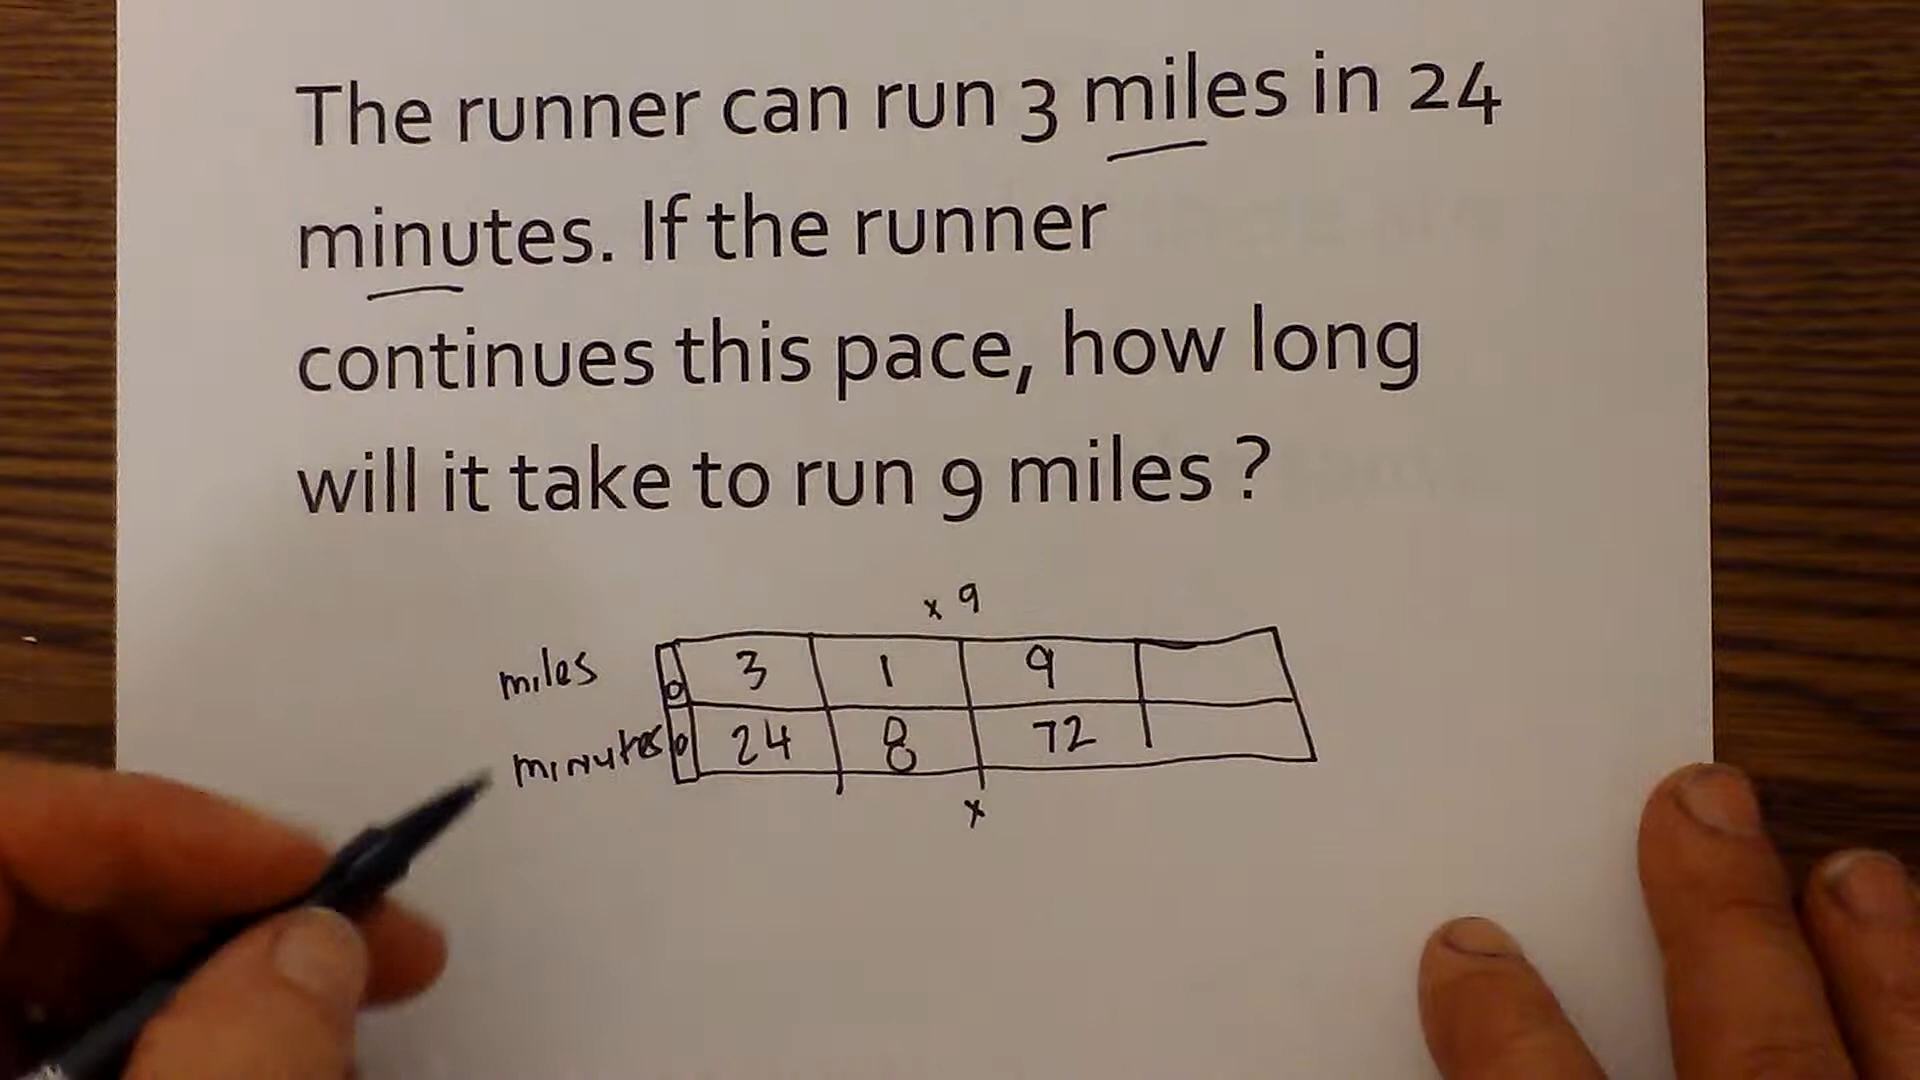 The runner can run 3 miles in 24
minutes. If the runner
continues this pace, how long
will it take to run 9 miles ?
x 9
miles 0 3 1 9
minutes 0 24 8 72
x